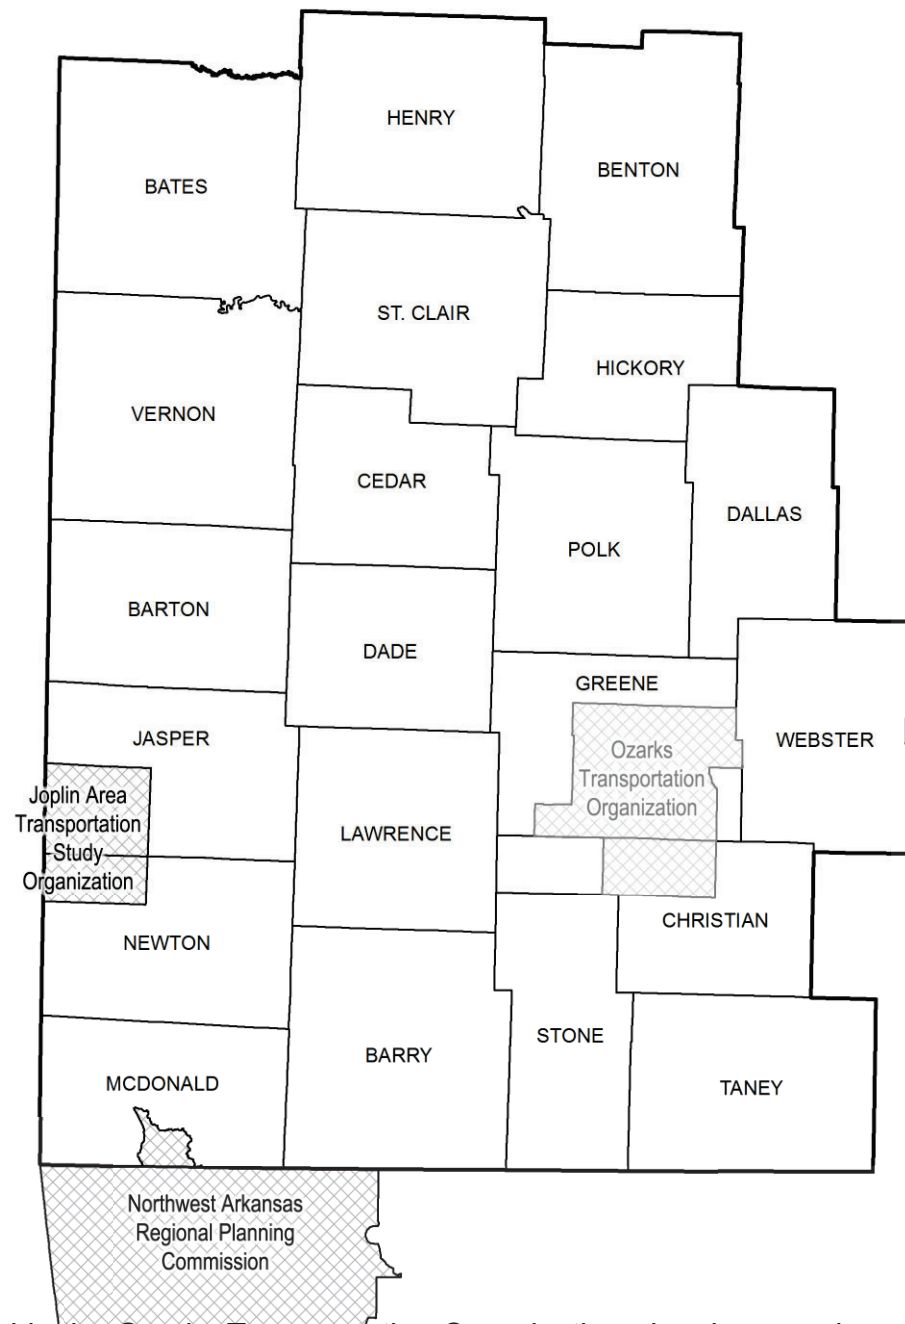 HENRY
BENTON
BATES
ST. CLAIR
HICKORY
VERNON
CEDAR
DALLAS
POLK
BARTON
DADE
GREENE
JASPER
WEBSTER
Ozarks
Transportation
Organization
Joplin Area
Transportation
Study
Organization
LAWRENCE
CHRISTIAN
NEWTON
STONE
BARRY
MCDONALD
TANEY
Northwest Arkansas
Regional Planning
Commission